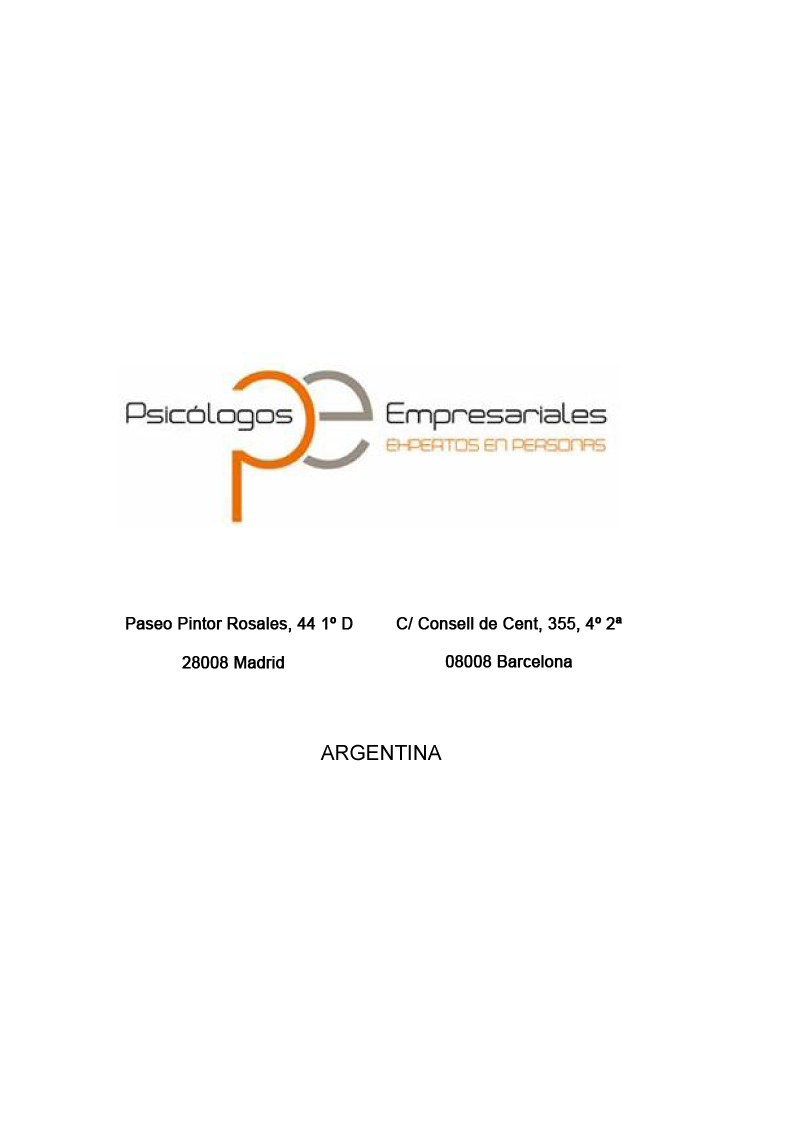 Psicólogos pe Empresariales
EXPERTOS EN PERSONAS
Paseo Pintor Rosales, 44 1º D
28008 Madrid
C/ Consell de Cent, 355, 4º 2ª
08008 Barcelona
ARGENTINA